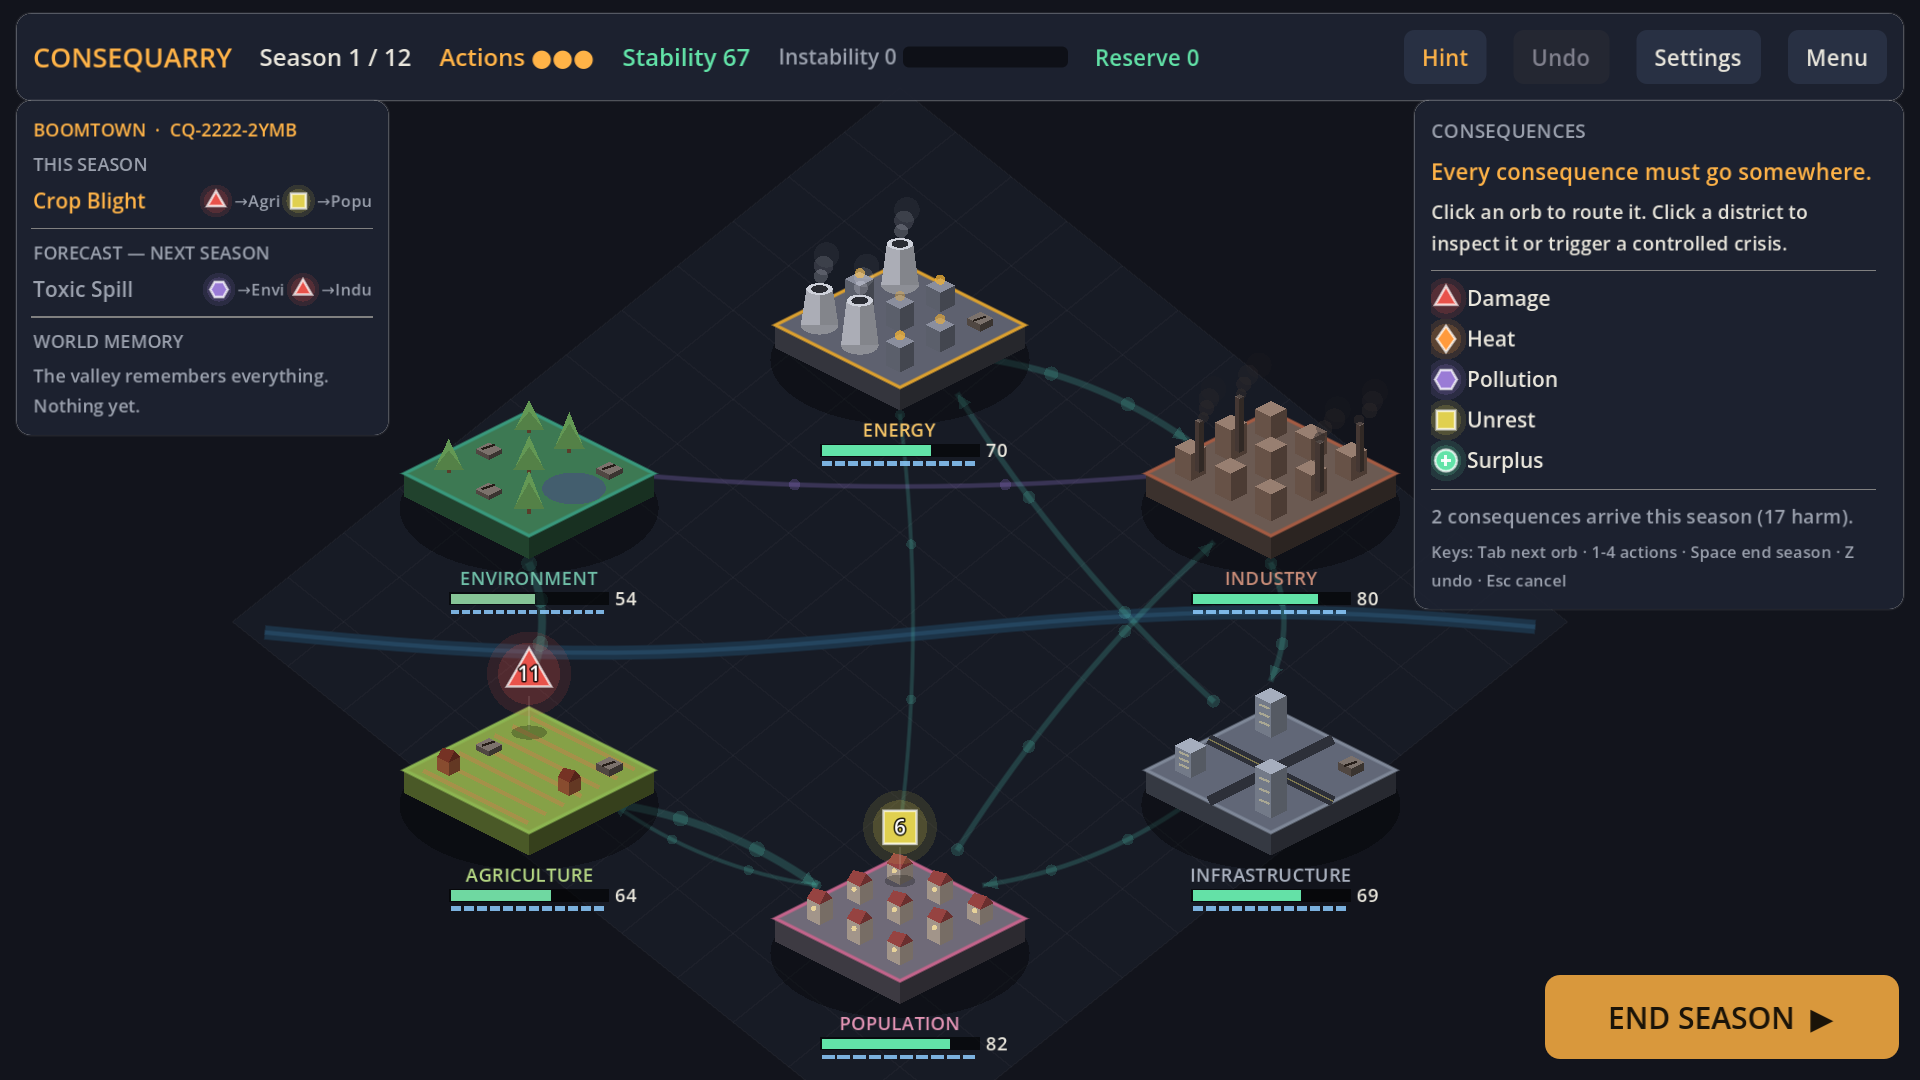 CONSEQUARRY
Season 1 / 12
Actions
Stability 67
Instability 0
Reserve 0
Hint
Undo
Settings
Menu
BOOMTOWN · CQ-2222-2YMB
THIS SEASON
Crop Blight →Agri →Popu
FORECAST — NEXT SEASON
Toxic Spill →Envi →Indu
WORLD MEMORY
The valley remembers everything.
Nothing yet.
CONSEQUENCES
Every consequence must go somewhere.
Click an orb to route it. Click a district to
inspect it or trigger a controlled crisis.
Damage
Heat
Pollution
Unrest
Surplus
2 consequences arrive this season (17 harm).
Keys: Tab next orb · 1-4 actions · Space end season · Z
undo · Esc cancel
ENERGY
70
ENVIRONMENT
54
INDUSTRY
80
11
AGRICULTURE
64
6
POPULATION
82
INFRASTRUCTURE
69
END SEASON ▶